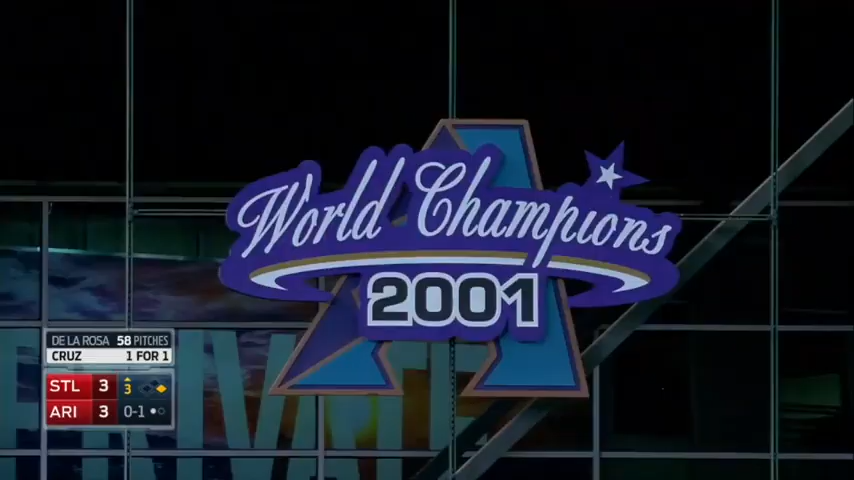 World Champions
2001
DE LA ROSA 58 PITCHES
CRUZ 1 FOR 1
STL 3 3
ARI 3 0-1